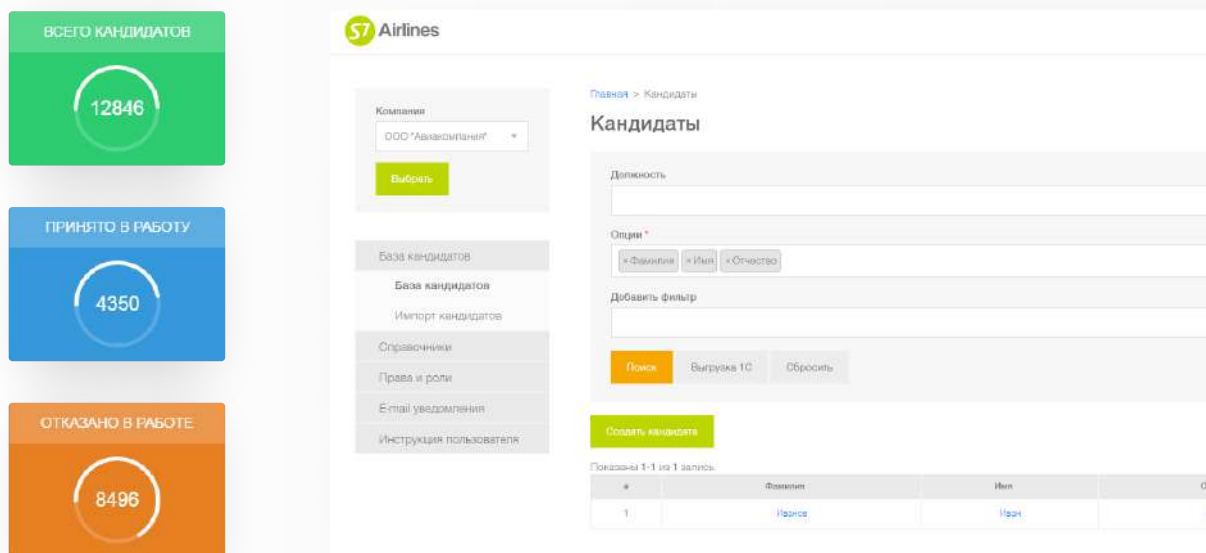 ВСЕГО КАНДИДАТОВ
12846
ПРИНЯТО В РАБОТУ
4350
ОТКАЗАНО В РАБОТЕ
8496
S7 Airlines
Компания
ООО "Авиакомпания"
Выбрать
База кандидатов
База кандидатов
Импорт кандидатов
Справочники
Права и роли
E-mail уведомления
Инструкция пользователя
Главная > Кандидаты
Кандидаты
Должность
Опции *
× Фамилия × Имя × Отчество
Добавить фильтр
Поиск Выгрузка 1С Сбросить
Создать кандидата
Показаны 1-1 из 1 запись.
# Фамилия Имя О
1 Иванов Иван